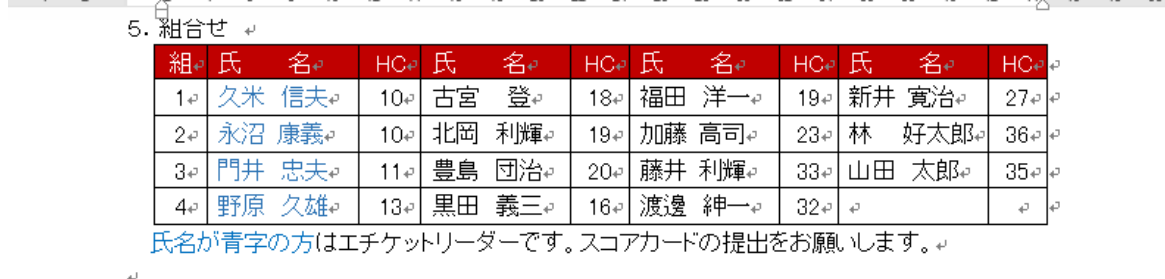 5. 組合せ
組 氏 名 HC 氏 名 HC 氏 名 HC 氏 名 HC
1 久米 信夫 10 古宮 登 18 福田 洋一 19 新井 寛治 27
2 永沼 康義 10 北岡 利輝 19 加藤 高司 23 林 好太郎 36
3 門井 忠夫 11 豊島 団治 20 藤井 利輝 33 山田 太郎 35
4 野原 久雄 13 黒田 義三 16 渡邊 紳一 32
氏名が青字の方はエチケットリーダーです。スコアカードの提出をお願いします。